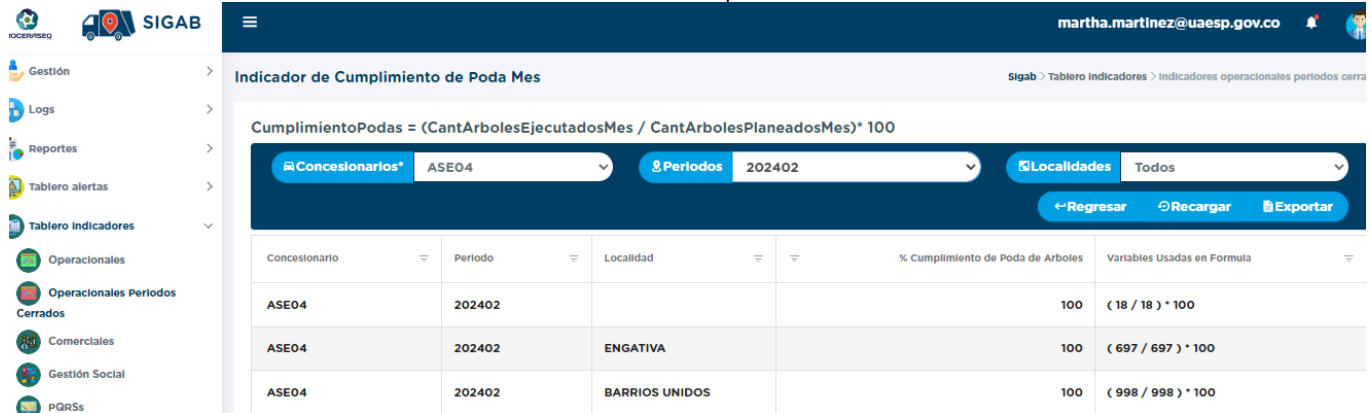 SIGAB
martha.martinez@uaesp.gov.co
Gestión
Logs
Reportes
Tablero alertas
Tablero Indicadores
Operacionales
Operacionales Periodos
Cerrados
Comerciales
Gestión Social
PQRSs
Indicador de Cumplimiento de Poda Mes
Sigab > Tablero Indicadores > Indicadores operacionales periodos cerra
CumplimientoPodas = (CantArbolesEjecutadosMes / CantArbolesPlaneadosMes)* 100
Concesionarios* ASE04 Periodos 202402 Localidades Todos
Regresar Recargar Exportar
Concesionario Periodo Localidad % Cumplimiento de Poda de Arboles Variables Usadas en Formula
ASE04 202402 100 ( 18 / 18 ) * 100
ASE04 202402 ENGATIVA 100 ( 697 / 697 ) * 100
ASE04 202402 BARRIOS UNIDOS 100 ( 998 / 998 ) * 100